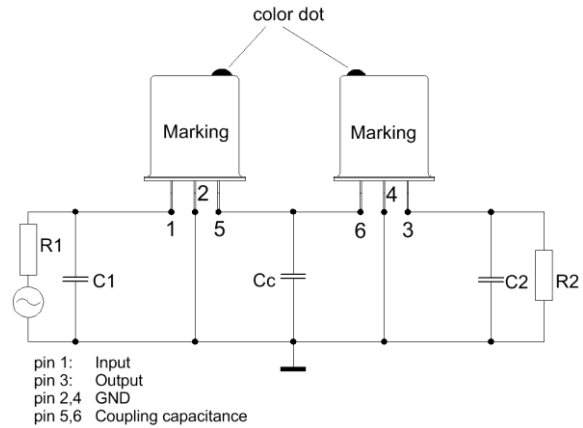 color dot
Marking
Marking
2
4
1
5
6
3
R1
C1
Cc
C2
R2
pin 1: Input
pin 3: Output
pin 2,4 GND
pin 5,6 Coupling capacitance